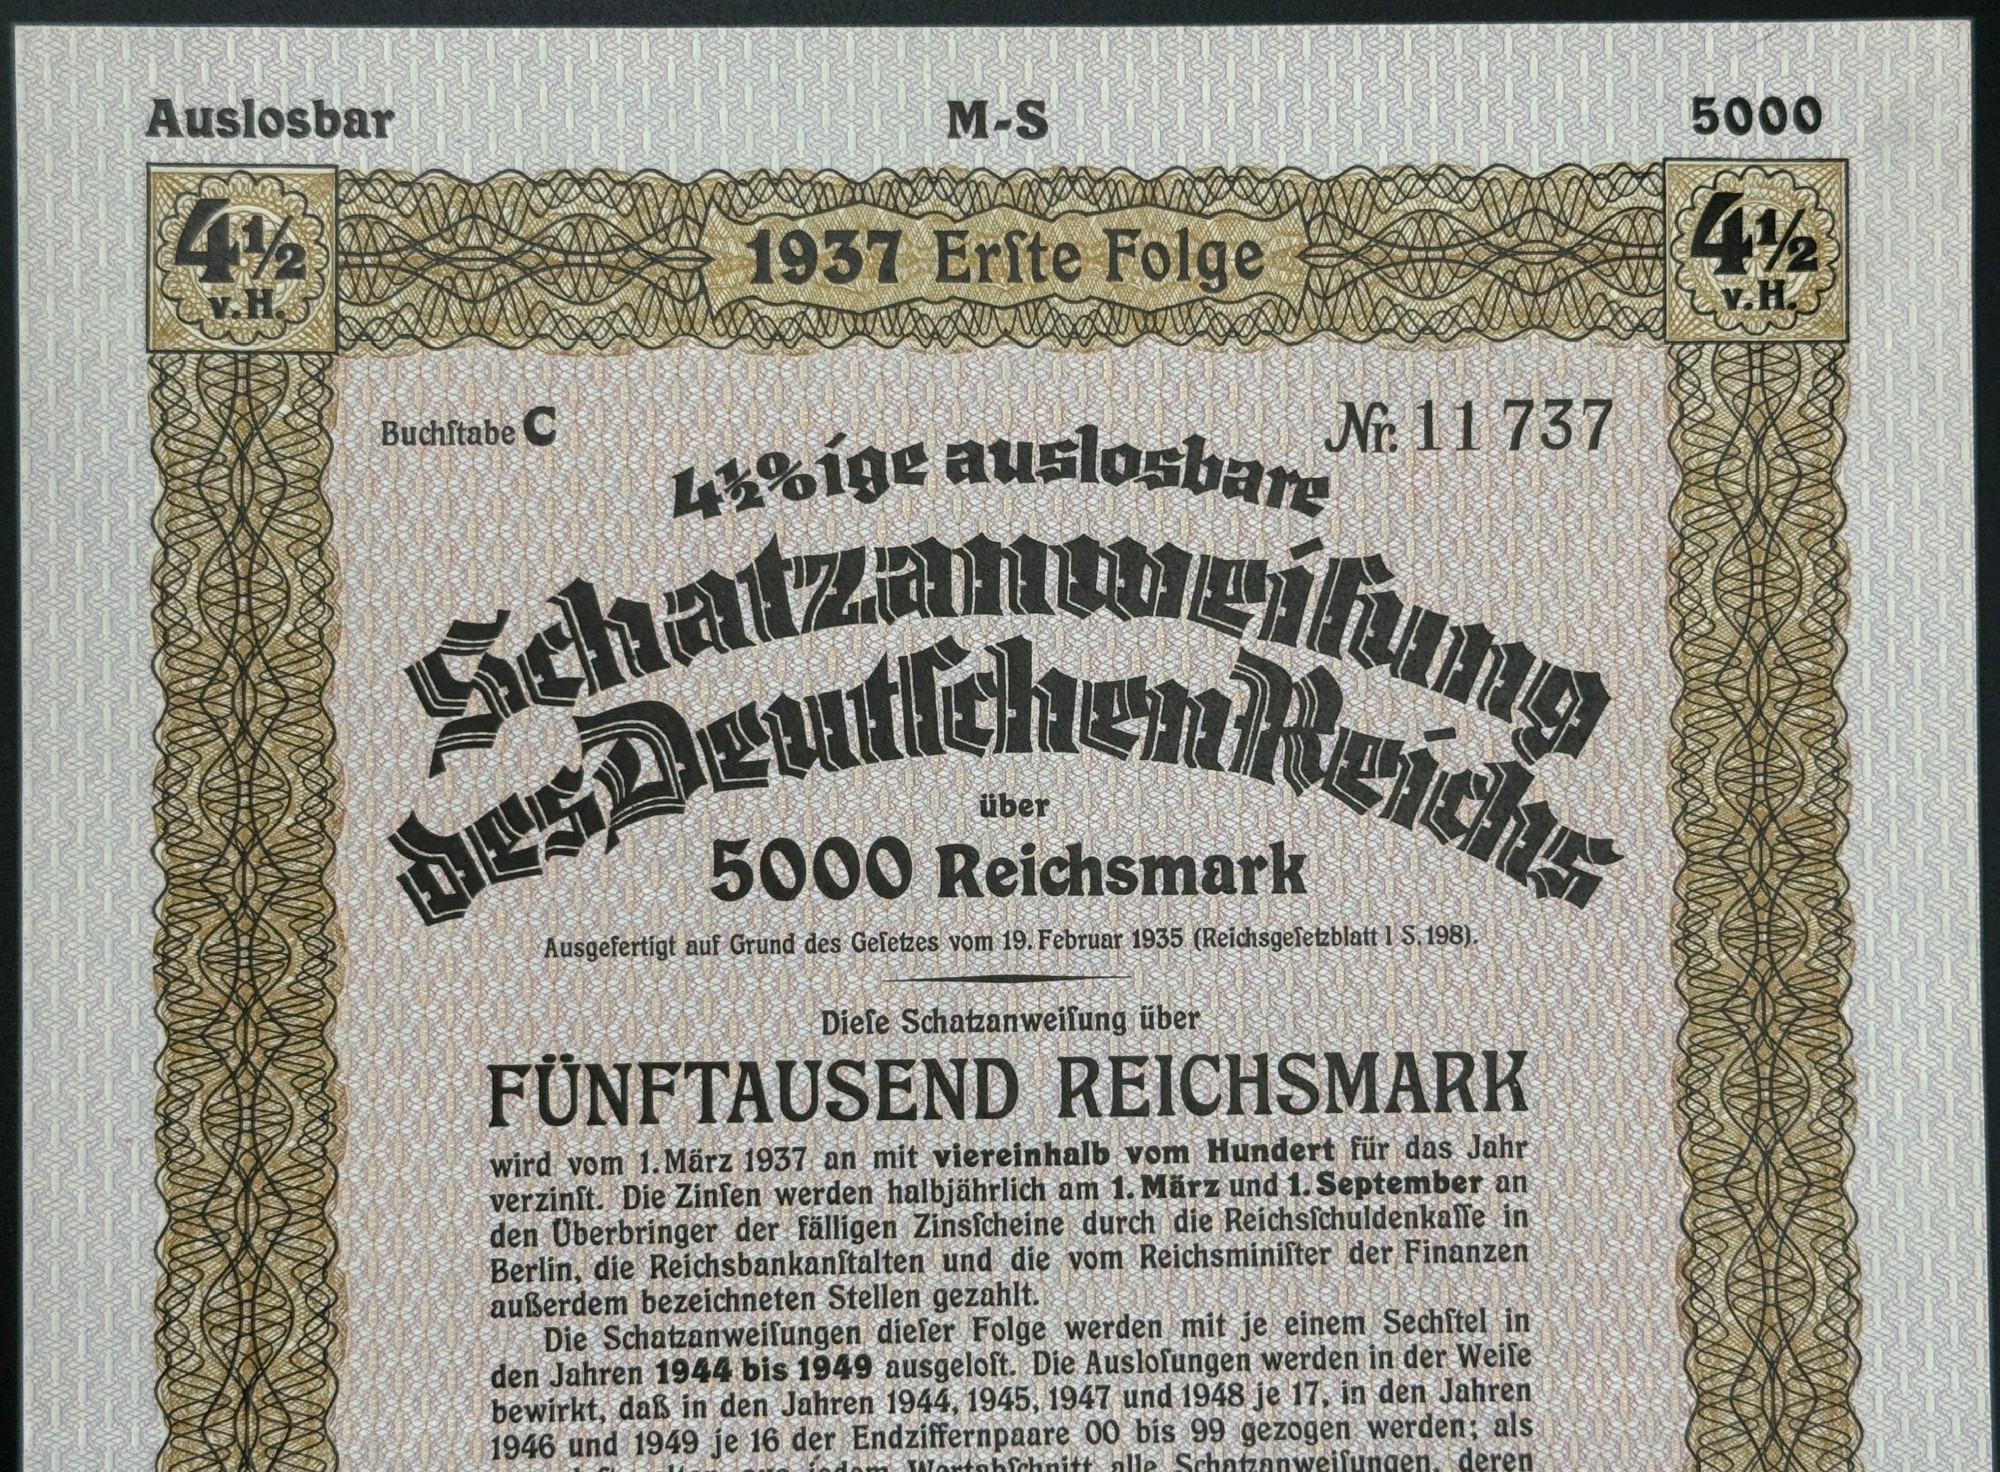 Auslosbar M-S 5000
4½ v.H. 1937 Erſte Folge 4½ v.H.
Buchſtabe C Nr. 11 737
4½%ige auslosbare
Schatzanweiſung
des Deutſchen Reichs
über
5000 Reichsmark
Ausgefertigt auf Grund des Geſetzes vom 19. Februar 1935 (Reichsgeſetzblatt I S. 198).
Dieſe Schatzanweiſung über
FÜNFTAUSEND REICHSMARK
wird vom 1. März 1937 an mit viereinhalb vom Hundert für das Jahr
verzinſt. Die Zinſen werden halbjährlich am 1. März und 1. September an
den Überbringer der fälligen Zinsſcheine durch die Reichsſchuldenkaſſe in
Berlin, die Reichsbankanſtalten und die vom Reichsminiſter der Finanzen
außerdem bezeichneten Stellen gezahlt.
Die Schatzanweiſungen dieſer Folge werden mit je einem Sechſtel in
den Jahren 1944 bis 1949 ausgeloſt. Die Ausloſungen werden in der Weiſe
bewirkt, daß in den Jahren 1944, 1945, 1947 und 1948 je 17, in den Jahren
1946 und 1949 je 16 der Endziffernpaare 00 bis 99 gezogen werden; als
jedem Wertabſchnitt alle Schatzanweiſungen, deren